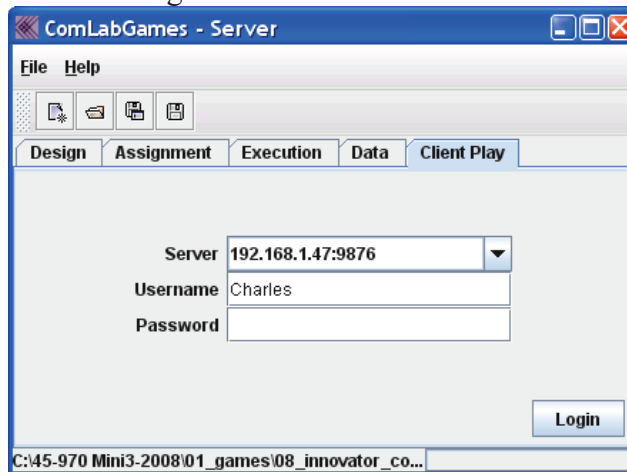 ComLabGames - Server
File Help
Design Assignment Execution Data Client Play
Server 192.168.1.47:9876
Username Charles
Password
Login
C:\45-970 Mini3-2008\01_games\08_innovator_co...